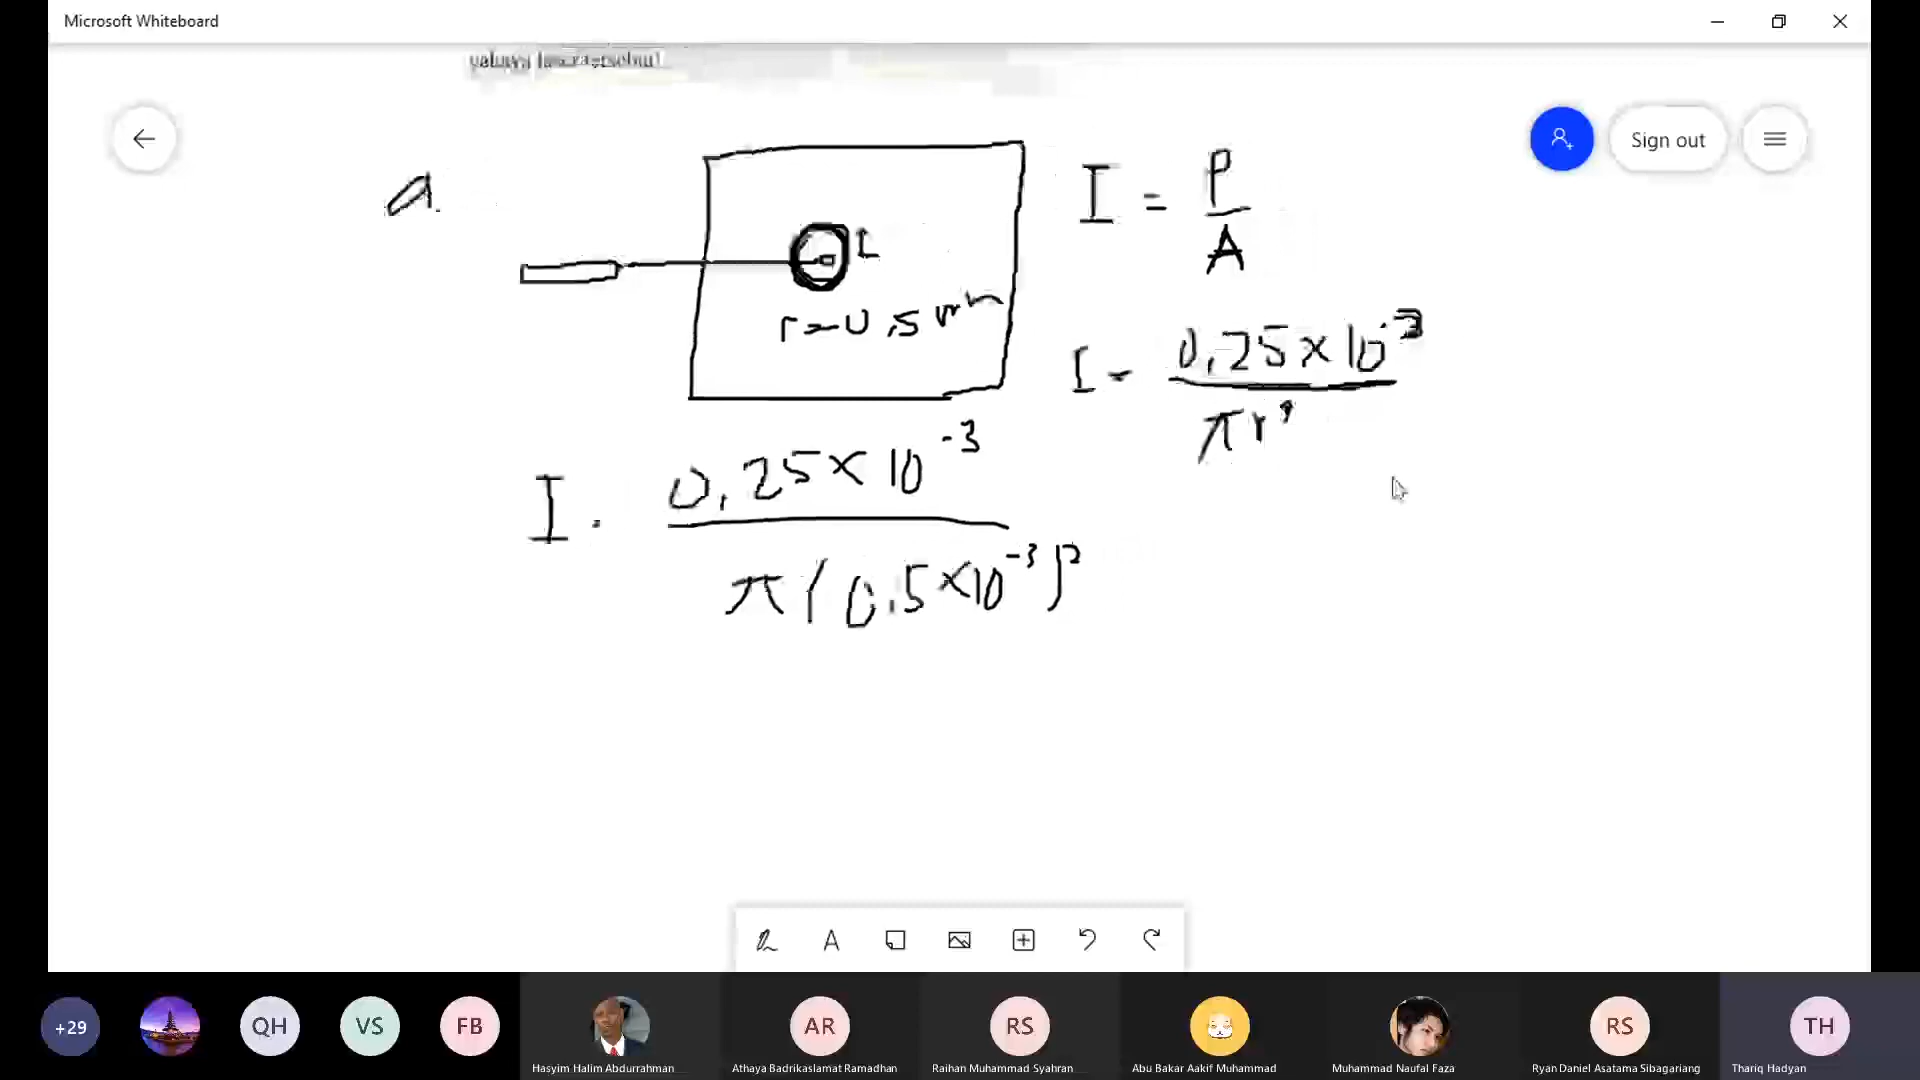 Microsoft Whiteboard
Sign out
a.
I = P / A
r = 0,5 mm
I = 0,25 × 10⁻³ / πr²
I = 0,25 × 10⁻³ / π(0,5 × 10⁻³)²
+29
QH
VS
FB
AR
RS
RS
TH
Hasyim Halim Abdurrahman
Athaya Badrikaslamat Ramadhan
Raihan Muhammad Syahran
Abu Bakar Aakif Muhammad
Muhammad Naufal Faza
Ryan Daniel Asatama Sibagariang
Thariq Hadyan